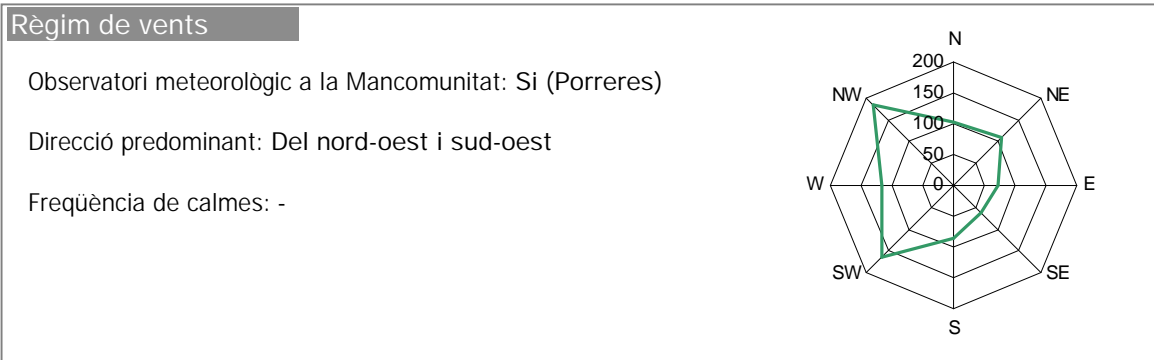 Règim de vents
Observatori meteorològic a la Mancomunitat: Si (Porreres)
Direcció predominant: Del nord-oest i sud-oest
Freqüència de calmes: -
N
200
NW
150
NE
100
50
W
0
E
SW
SE
S